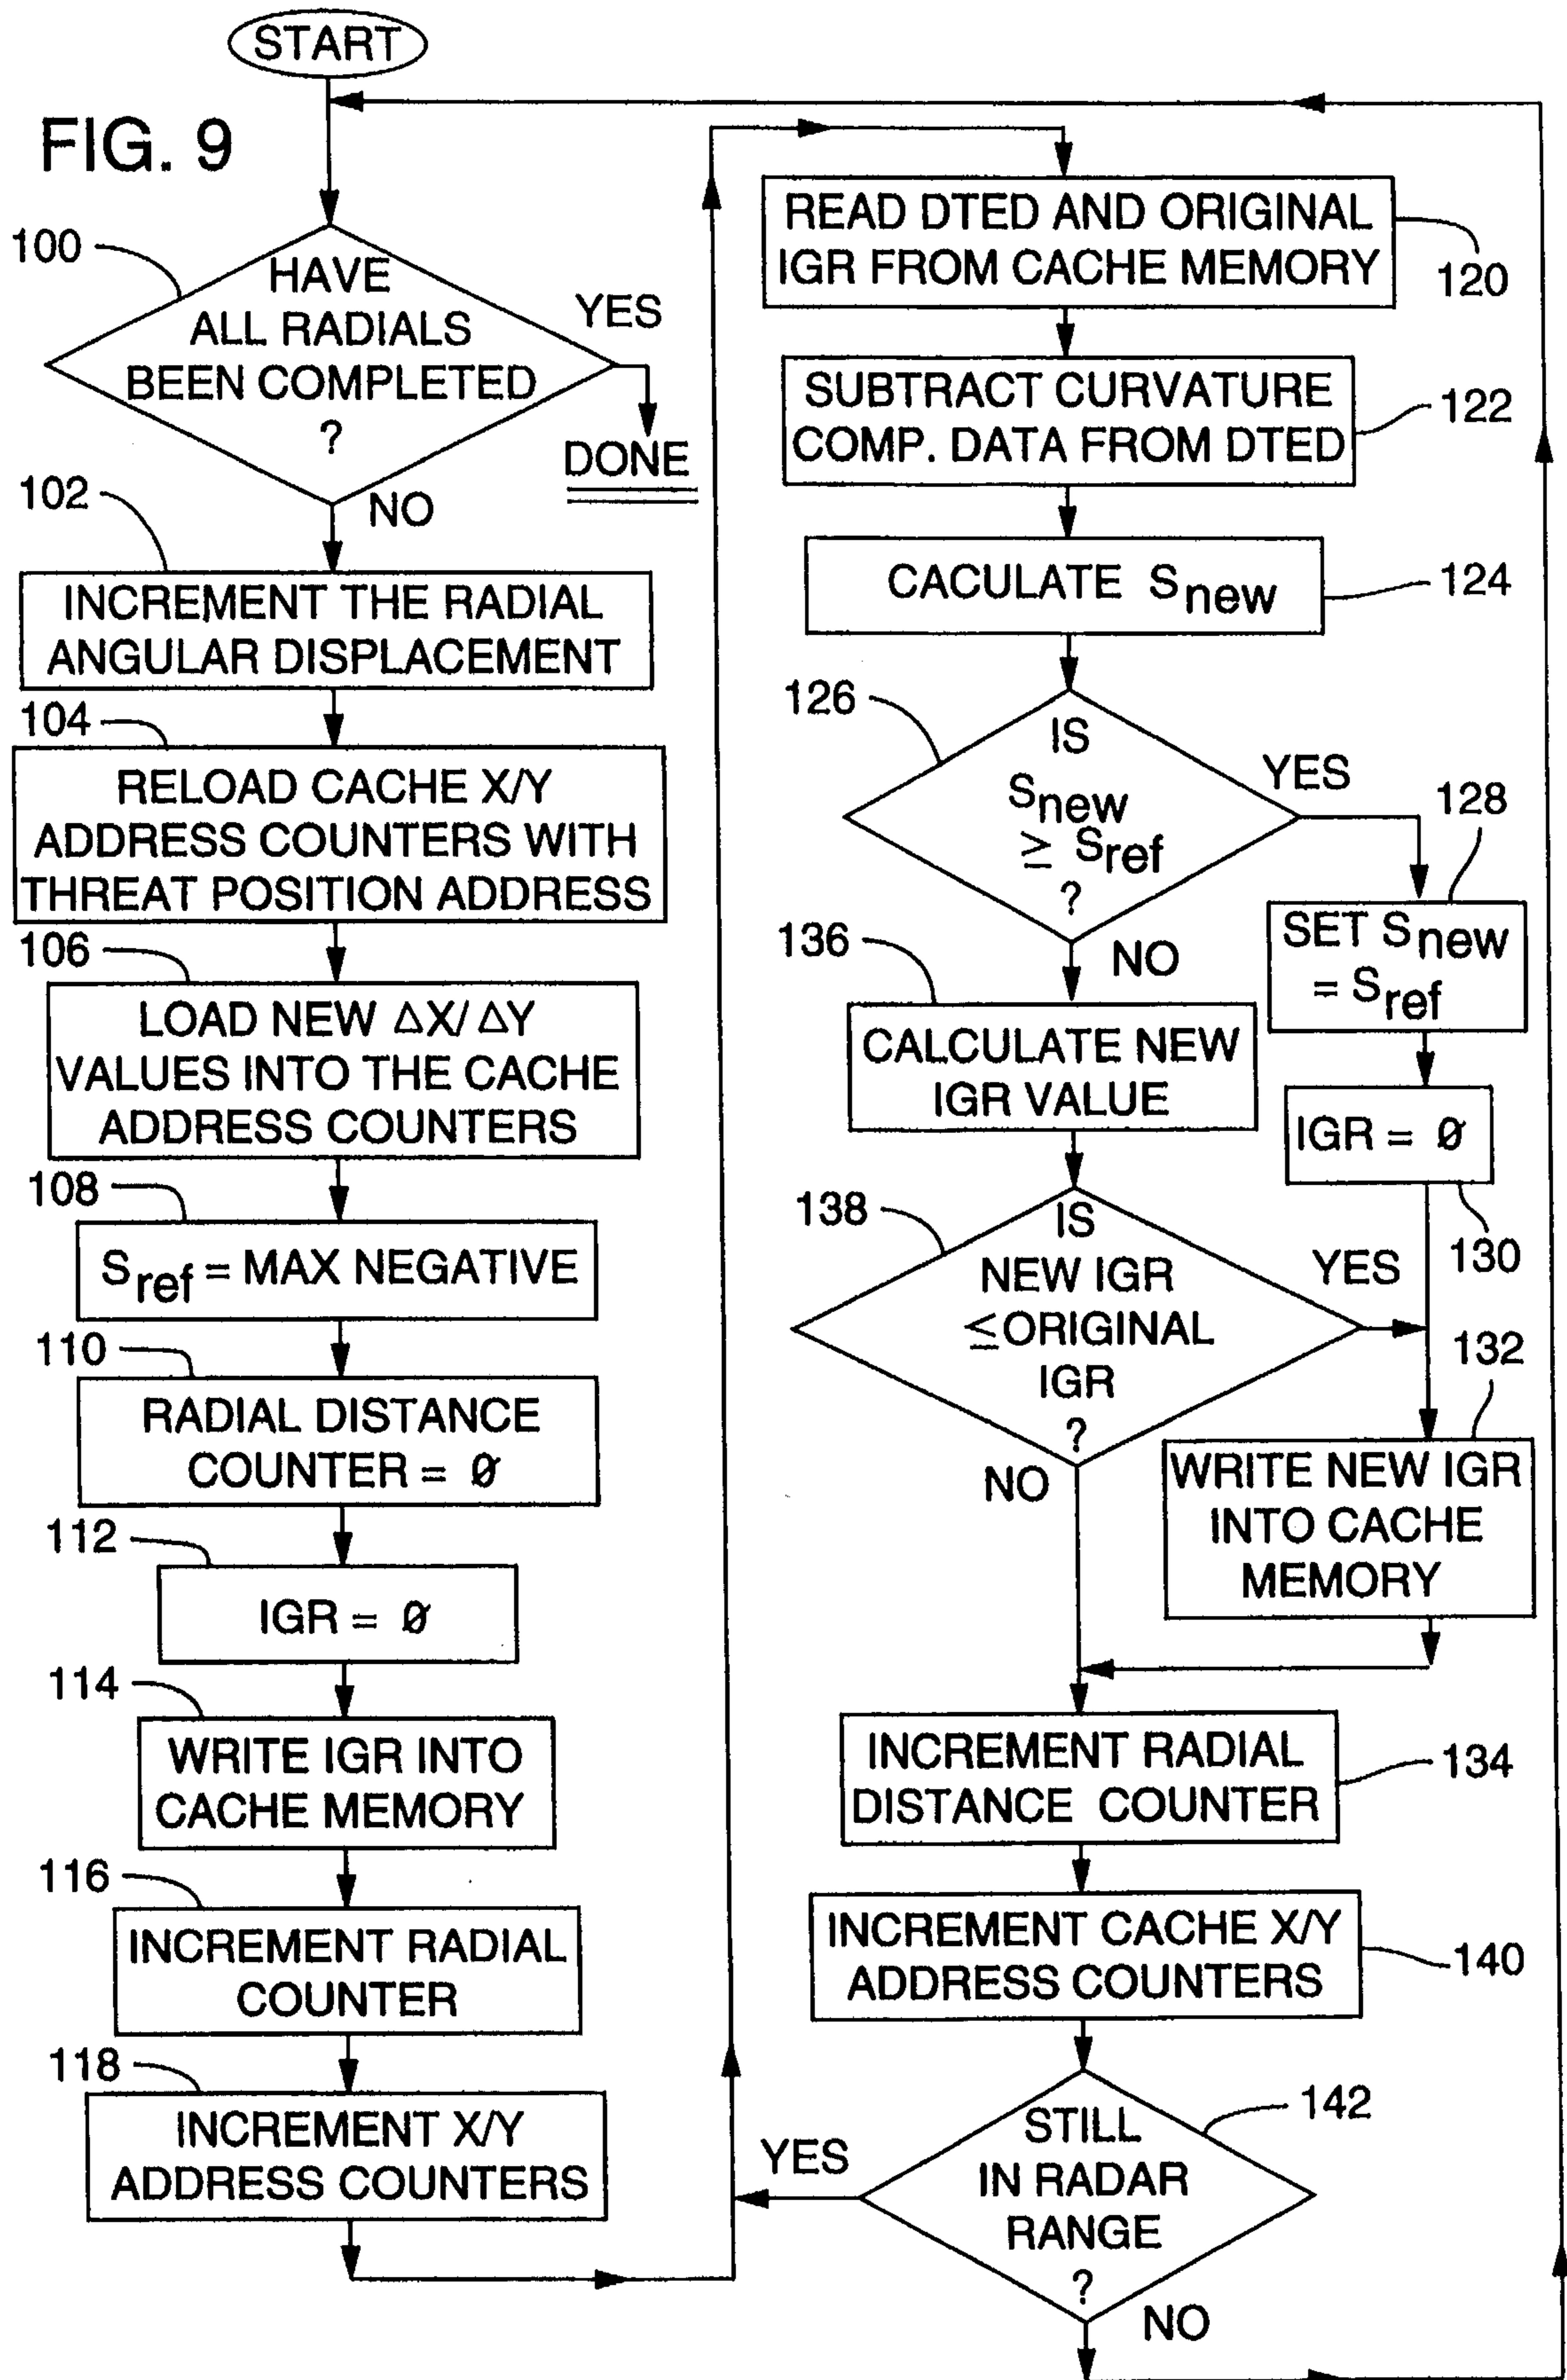 START
FIG. 9
100
HAVE
ALL RADIALS
BEEN COMPLETED
?
YES
DONE
NO
102
INCREMENT THE RADIAL
ANGULAR DISPLACEMENT
104
RELOAD CACHE X/Y
ADDRESS COUNTERS WITH
THREAT POSITION ADDRESS
106
LOAD NEW ΔX/ΔY
VALUES INTO THE CACHE
ADDRESS COUNTERS
108
Sref = MAX NEGATIVE
110
RADIAL DISTANCE
COUNTER = Ø
112
IGR = Ø
114
WRITE IGR INTO
CACHE MEMORY
116
INCREMENT RADIAL
COUNTER
118
INCREMENT X/Y
ADDRESS COUNTERS
READ DTED AND ORIGINAL
IGR FROM CACHE MEMORY
120
SUBTRACT CURVATURE
COMP. DATA FROM DTED
122
CACULATE Snew
124
126
IS
Snew
≥ Sref
?
YES
NO
128
SET Snew
= Sref
IGR = Ø
130
136
CALCULATE NEW
IGR VALUE
138
IS
NEW IGR
≤ORIGINAL
IGR
?
YES
NO
132
WRITE NEW IGR
INTO CACHE
MEMORY
INCREMENT RADIAL
DISTANCE COUNTER
134
INCREMENT CACHE X/Y
ADDRESS COUNTERS
140
STILL
IN RADAR
RANGE
?
142
YES
NO